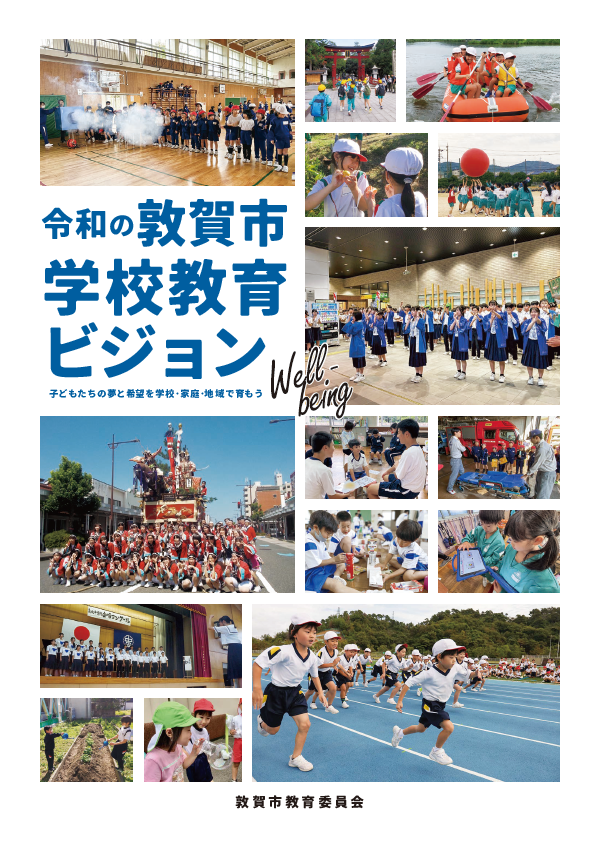 令和の敦賀市
学校教育
ビジョン
子どもたちの夢と希望を学校・家庭・地域で育もう
Well-
being
敦賀市教育委員会